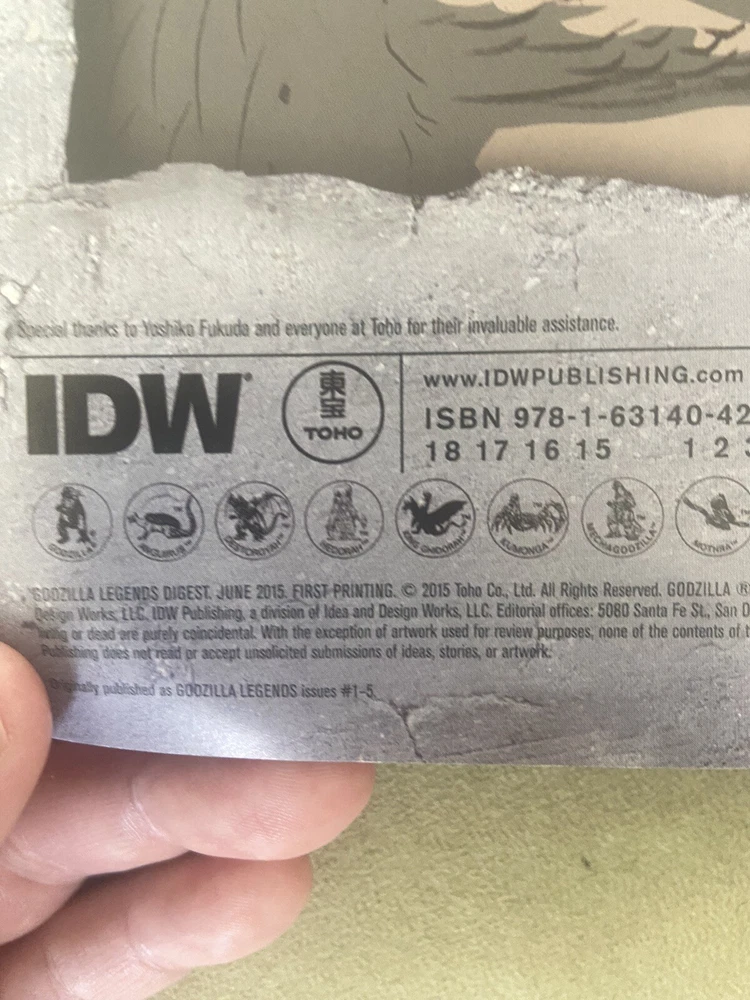 Special thanks to Yoshiko Fukuda and everyone at Toho for their invaluable assistance.
IDW
東宝
TOHO
www.IDWPUBLISHING.com
ISBN 978-1-63140-42
18 17 16 15 1 2
GODZILLA DESTOROYAH HEDORAH KUMONGA MECHAGODZILLA MOTHRA
GODZILLA LEGENDS DIGEST. JUNE 2015. FIRST PRINTING. © 2015 Toho Co., Ltd. All Rights Reserved. GODZILLA ®
Design Works, LLC. IDW Publishing, a division of Idea and Design Works, LLC. Editorial offices: 5080 Santa Fe St., San D
living or dead are purely coincidental. With the exception of artwork used for review purposes, none of the contents of
Publishing does not read or accept unsolicited submissions of ideas, stories, or artwork.
Originally published as GODZILLA LEGENDS issues #1-5.